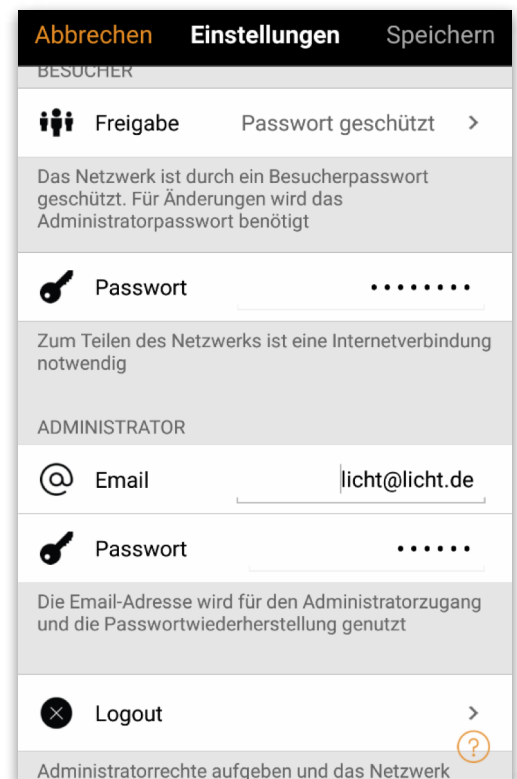 Abbrechen Einstellungen Speichern
BESUCHER
Freigabe Passwort geschützt >
Das Netzwerk ist durch ein Besucherpasswort
geschützt. Für Änderungen wird das
Administratorpasswort benötigt
Passwort ••••••••
Zum Teilen des Netzwerks ist eine Internetverbindung
notwendig
ADMINISTRATOR
@ Email licht@licht.de
Passwort ••••••
Die Email-Adresse wird für den Administratorzugang
und die Passwortwiederherstellung genutzt
Logout >
?
Administratorrechte aufgeben und das Netzwerk